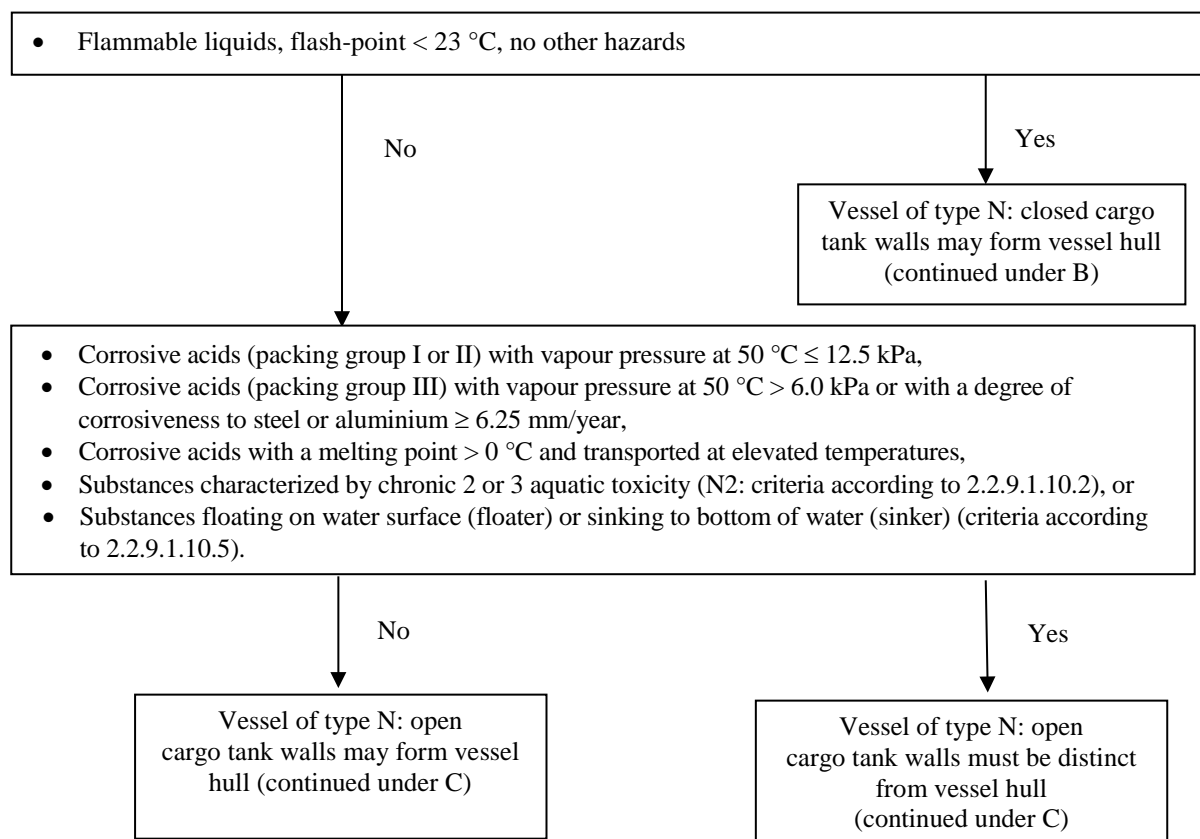 • Flammable liquids, flash-point < 23 °C, no other hazards
No
Yes
Vessel of type N: closed cargo
tank walls may form vessel hull
(continued under B)
• Corrosive acids (packing group I or II) with vapour pressure at 50 °C ≤ 12.5 kPa,
• Corrosive acids (packing group III) with vapour pressure at 50 °C > 6.0 kPa or with a degree of
corrosiveness to steel or aluminium ≥ 6.25 mm/year,
• Corrosive acids with a melting point > 0 °C and transported at elevated temperatures,
• Substances characterized by chronic 2 or 3 aquatic toxicity (N2: criteria according to 2.2.9.1.10.2), or
• Substances floating on water surface (floater) or sinking to bottom of water (sinker) (criteria according
to 2.2.9.1.10.5).
No
Yes
Vessel of type N: open
cargo tank walls may form vessel
hull (continued under C)
Vessel of type N: open
cargo tank walls must be distinct
from vessel hull
(continued under C)